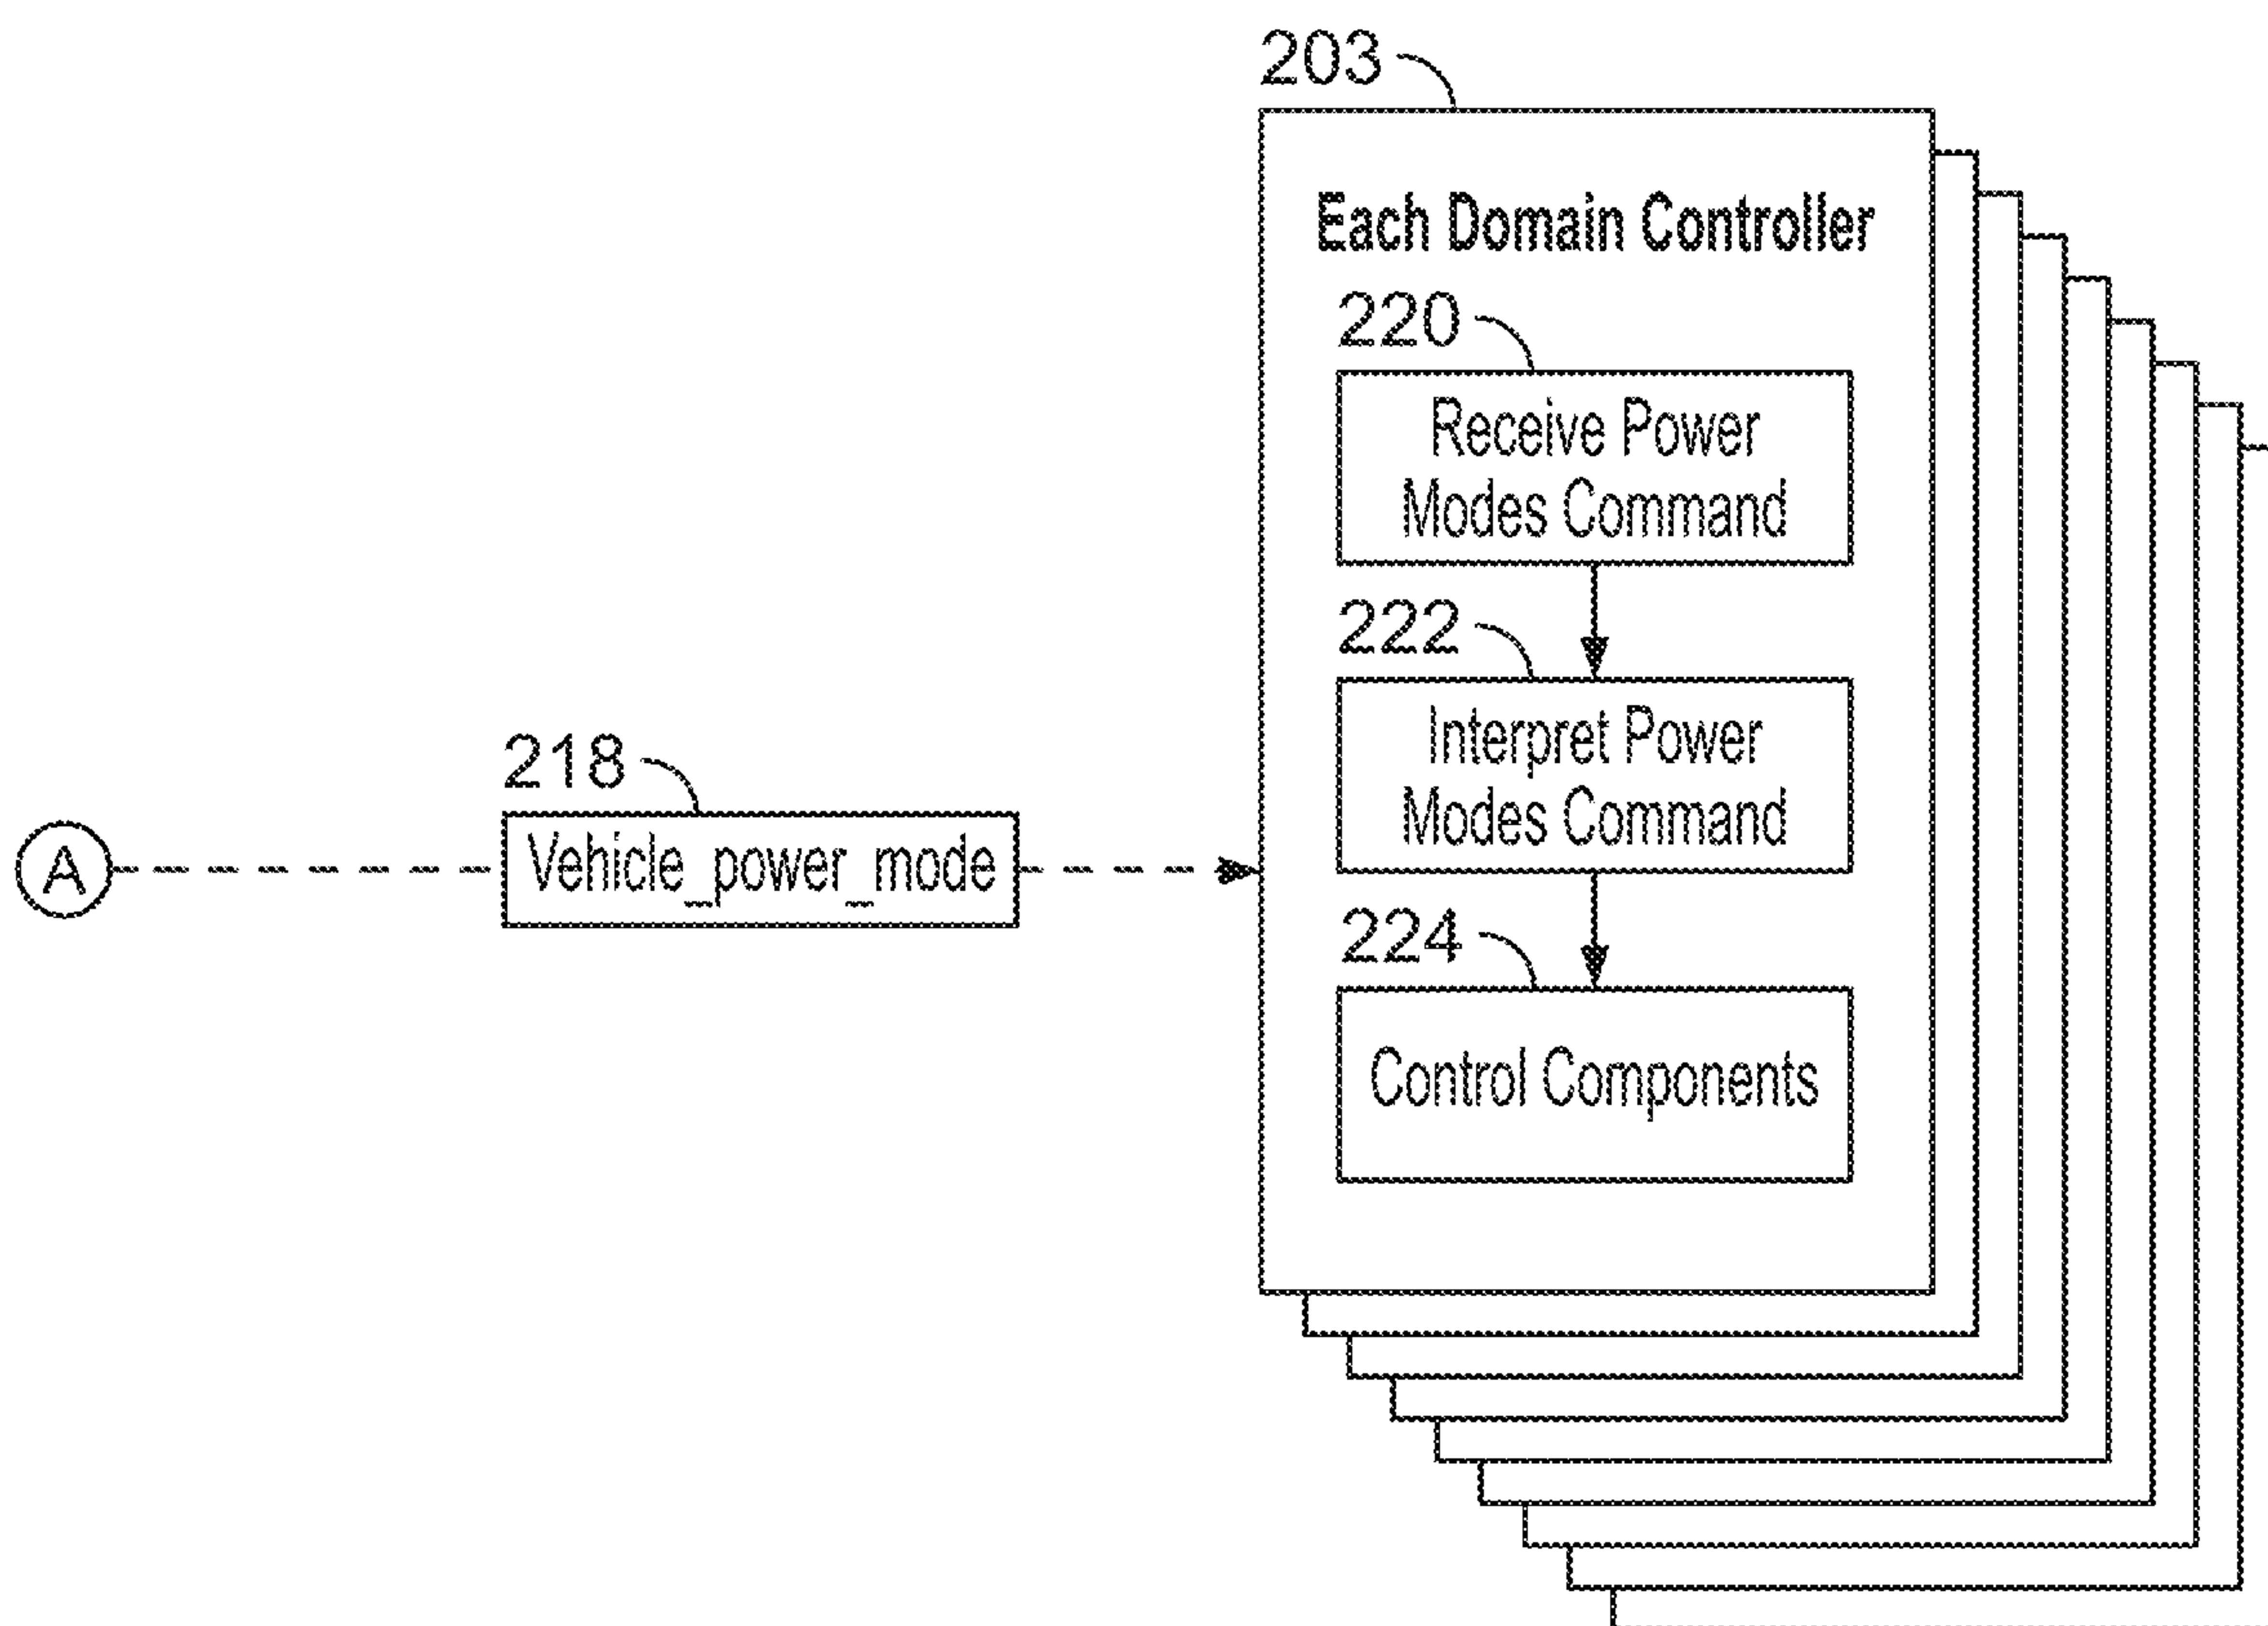 203
Each Domain Controller
220
Receive Power
Modes Command
222
Interpret Power
Modes Command
218
A
Vehicle_power_mode
224
Control Components